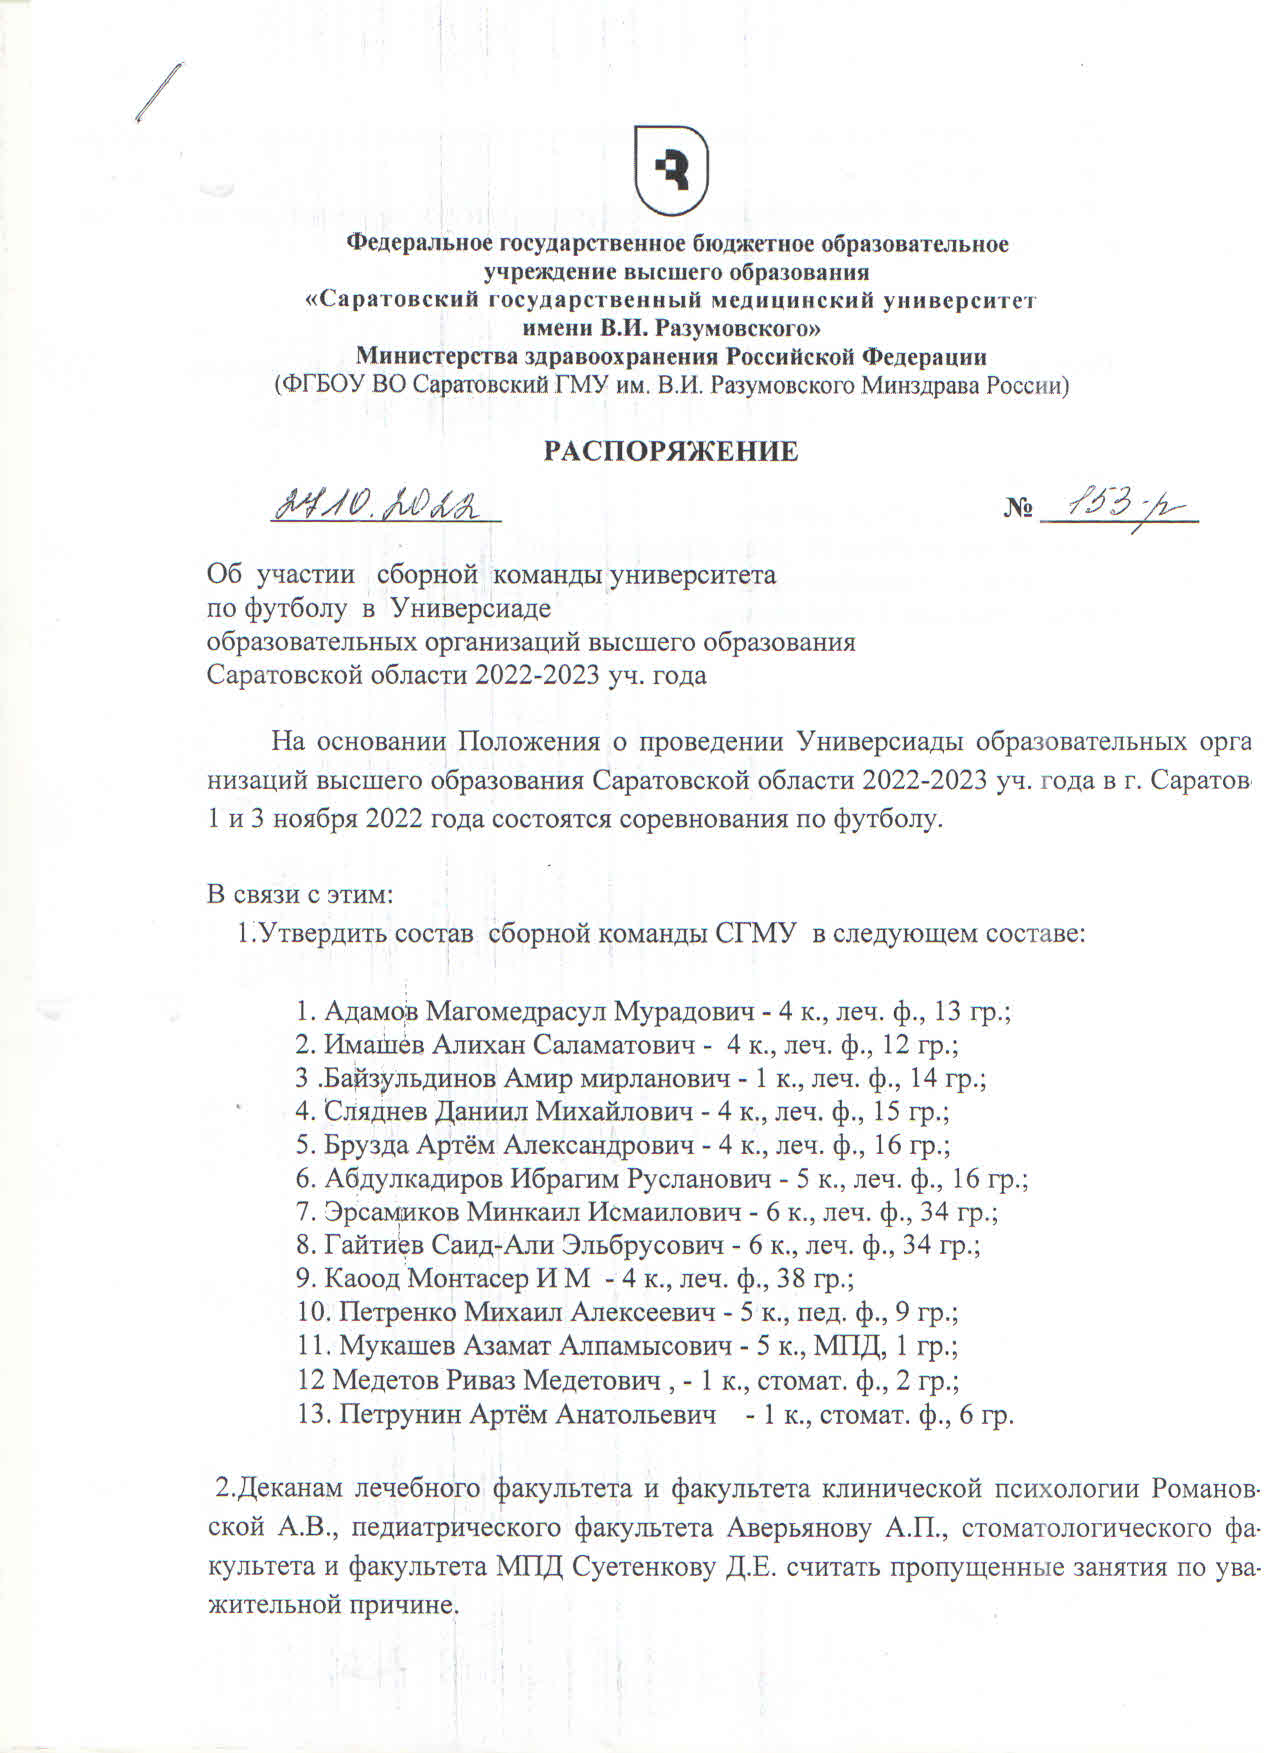 Федеральное государственное бюджетное образовательное
учреждение высшего образования
«Саратовский государственный медицинский университет
имени В.И. Разумовского»
Министерства здравоохранения Российской Федерации
(ФГБОУ ВО Саратовский ГМУ им. В.И. Разумовского Минздрава России)
РАСПОРЯЖЕНИЕ
27.10.2022 № 153-р
Об участии сборной команды университета
по футболу в Универсиаде
образовательных организаций высшего образования
Саратовской области 2022-2023 уч. года
На основании Положения о проведении Универсиады образовательных орга
низаций высшего образования Саратовской области 2022-2023 уч. года в г. Саратов
1 и 3 ноября 2022 года состоятся соревнования по футболу.
В связи с этим:
1.Утвердить состав сборной команды СГМУ в следующем составе:
1. Адамов Магомедрасул Мурадович - 4 к., леч. ф., 13 гр.;
2. Имашев Алихан Саламатович - 4 к., леч. ф., 12 гр.;
3 .Байзульдинов Амир мирланович - 1 к., леч. ф., 14 гр.;
4. Сляднев Даниил Михайлович - 4 к., леч. ф., 15 гр.;
5. Брузда Артём Александрович - 4 к., леч. ф., 16 гр.;
6. Абдулкадиров Ибрагим Русланович - 5 к., леч. ф., 16 гр.;
7. Эрсамиков Минкаил Исмаилович - 6 к., леч. ф., 34 гр.;
8. Гайтиев Саид-Али Эльбрусович - 6 к., леч. ф., 34 гр.;
9. Каоод Монтасер И М - 4 к., леч. ф., 38 гр.;
10. Петренко Михаил Алексеевич - 5 к., пед. ф., 9 гр.;
11. Мукашев Азамат Алпамысович - 5 к., МПД, 1 гр.;
12 Медетов Риваз Медетович , - 1 к., стомат. ф., 2 гр.;
13. Петрунин Артём Анатольевич - 1 к., стомат. ф., 6 гр.
2.Деканам лечебного факультета и факультета клинической психологии Романов-
ской А.В., педиатрического факультета Аверьянову А.П., стоматологического фа-
культета и факультета МПД Суетенкову Д.Е. считать пропущенные занятия по ува-
жительной причине.